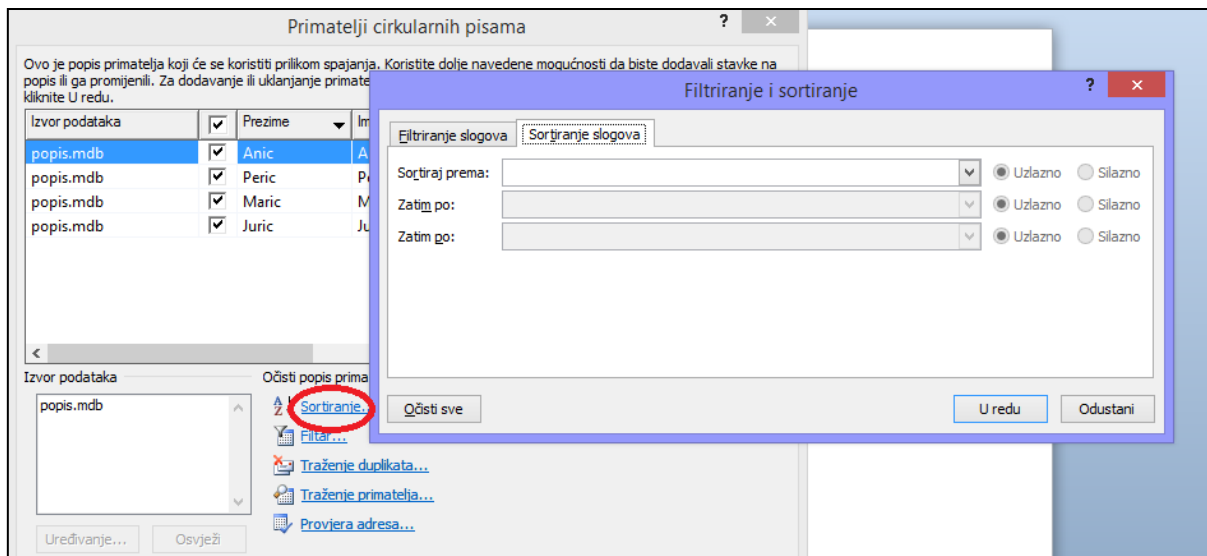 Primatelji cirkularnih pisama
?
Ovo je popis primatelja koji će se koristiti prilikom spajanja. Koristite dolje navedene mogućnosti da biste dodavali stavke na
popis ili ga promijenili. Za dodavanje ili uklanjanje
kliknite U redu.
Izvor podataka Prezime
popis.mdb Anic
popis.mdb Peric
popis.mdb Maric
popis.mdb Juric
Izvor podataka
popis.mdb
Uređivanje... Osvježi
Očisti popis
Sortiranje...
Filtar...
Traženje duplikata...
Traženje primatelja...
Provjera adresa...
Filtriranje i sortiranje
?
Filtriranje slogova Sortiranje slogova
Sortiraj prema: Uzlazno Silazno
Zatim po: Uzlazno Silazno
Zatim po: Uzlazno Silazno
Očisti sve U redu Odustani